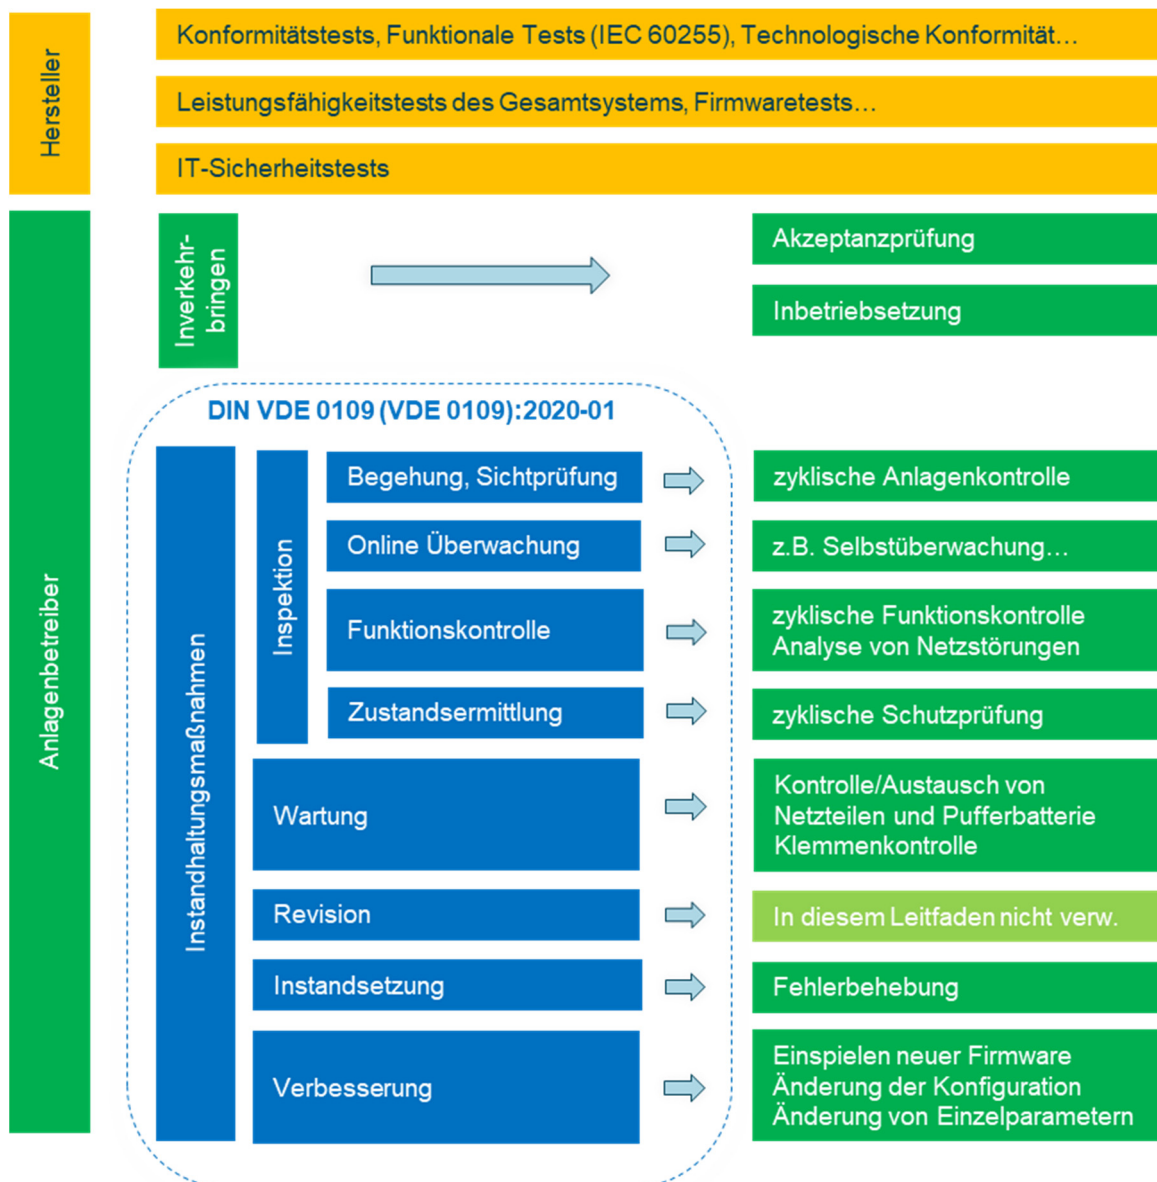 Hersteller
Konformitätstests, Funktionale Tests (IEC 60255), Technologische Konformität…
Leistungsfähigkeitstests des Gesamtsystems, Firmwaretests…
IT-Sicherheitstests
Anlagenbetreiber
Inverkehr-
bringen
Akzeptanzprüfung
Inbetriebsetzung
DIN VDE 0109 (VDE 0109):2020-01
Instandhaltungsmaßnahmen
Inspektion
Begehung, Sichtprüfung
zyklische Anlagenkontrolle
Online Überwachung
z.B. Selbstüberwachung…
Funktionskontrolle
zyklische Funktionskontrolle
Analyse von Netzstörungen
Zustandsermittlung
zyklische Schutzprüfung
Wartung
Kontrolle/Austausch von
Netzteilen und Pufferbatterie
Klemmenkontrolle
Revision
In diesem Leitfaden nicht verw.
Instandsetzung
Fehlerbehebung
Verbesserung
Einspielen neuer Firmware
Änderung der Konfiguration
Änderung von Einzelparametern